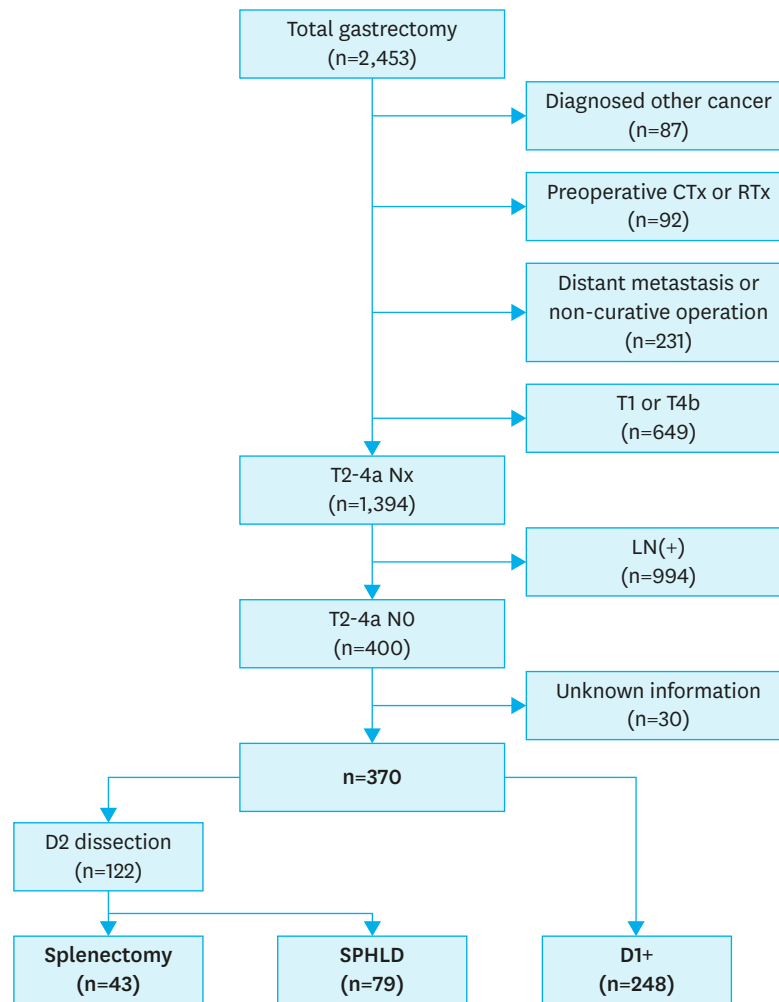 Total gastrectomy
(n=2,453)
Diagnosed other cancer
(n=87)
Preoperative CTx or RTx
(n=92)
Distant metastasis or
non-curative operation
(n=231)
T1 or T4b
(n=649)
T2-4a Nx
(n=1,394)
LN(+)
(n=994)
T2-4a N0
(n=400)
Unknown information
(n=30)
n=370
D2 dissection
(n=122)
Splenectomy
(n=43)
SPHLD
(n=79)
D1+
(n=248)